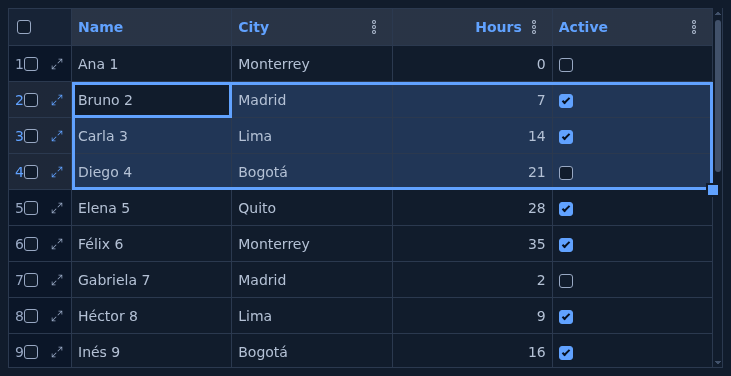 Name City Hours Active
1 Ana 1 Monterrey 0
2 Bruno 2 Madrid 7
3 Carla 3 Lima 14
4 Diego 4 Bogotá 21
5 Elena 5 Quito 28
6 Félix 6 Monterrey 35
7 Gabriela 7 Madrid 2
8 Héctor 8 Lima 9
9 Inés 9 Bogotá 16